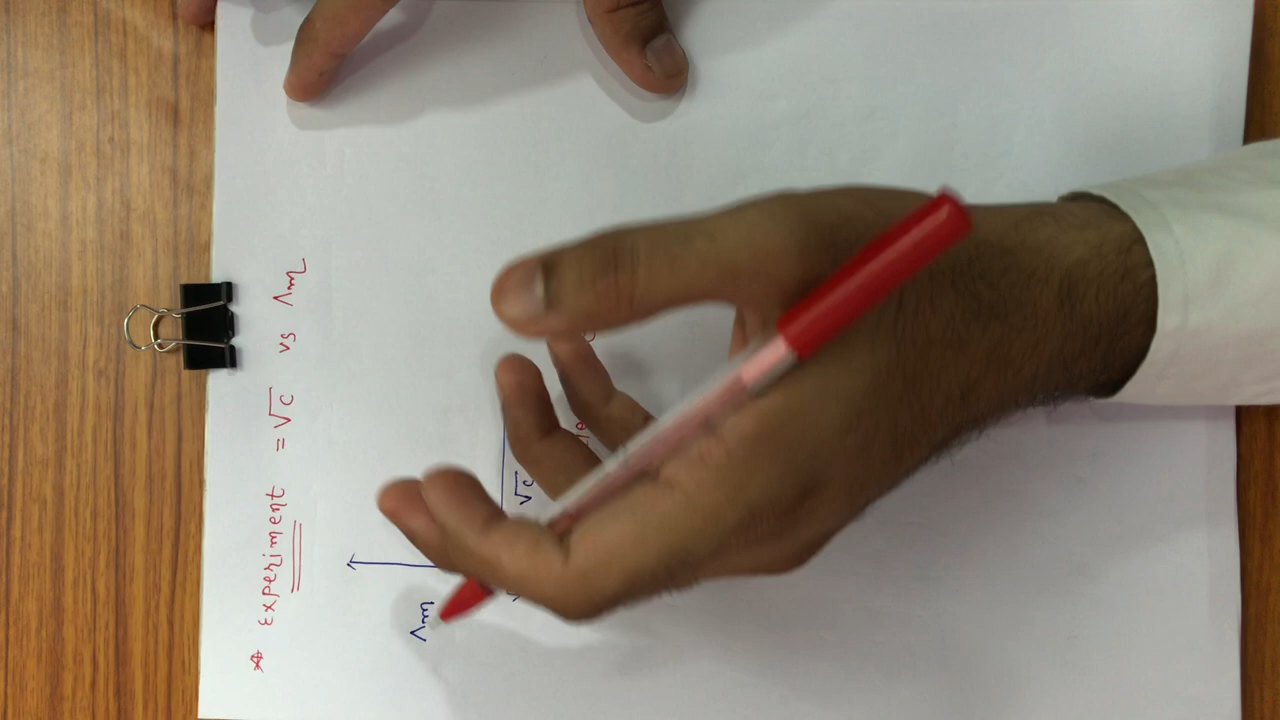 * Experiment = √c vs Λm
Λm
√c